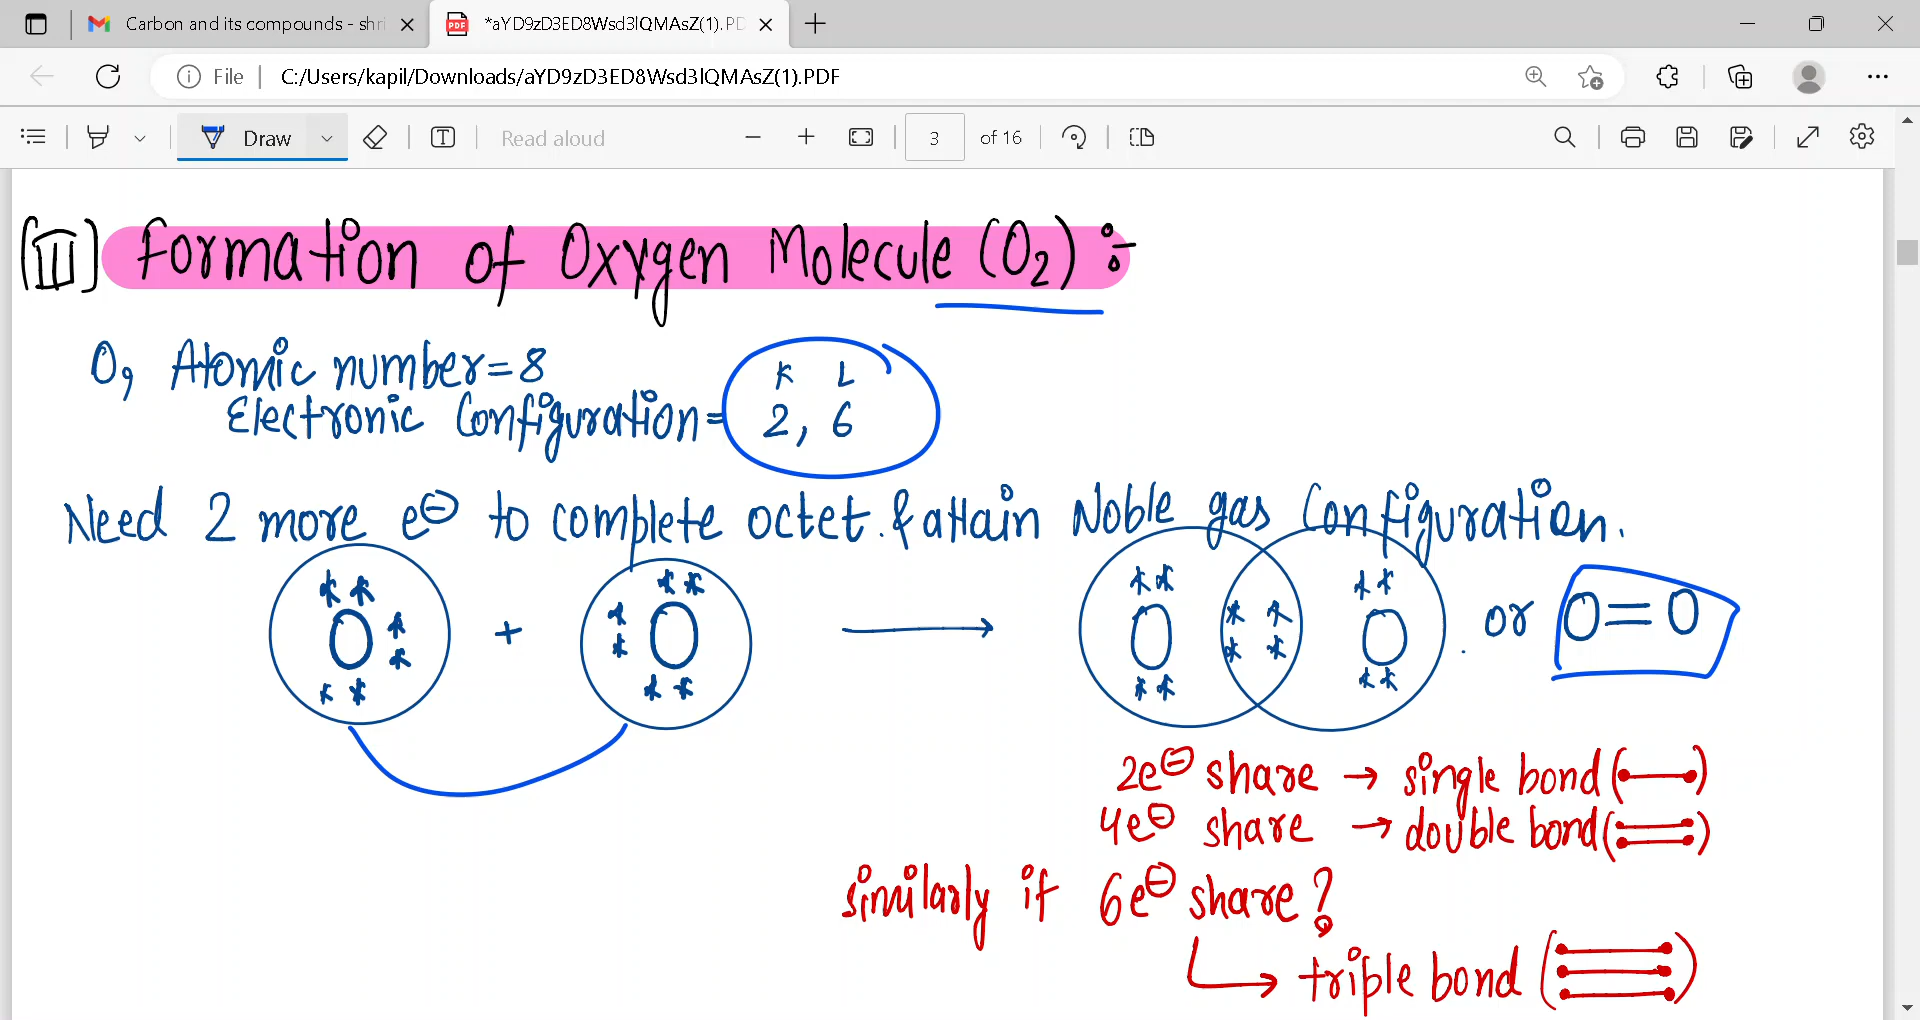 Carbon and its compounds - shri
*aYD9zD3ED8Wsd3lQMAsZ(1).PD
File
C:/Users/kapil/Downloads/aYD9zD3ED8Wsd3lQMAsZ(1).PDF
Draw
Read aloud
3 of 16
(III) Formation of Oxygen Molecule (O₂) :-
O, Atomic number = 8
K L
Electronic Configuration = 2, 6
Need 2 more e⊖ to complete octet. & attain Noble gas Configuration.
O + O → O O or O=O
2e⊖ share → single bond (—)
4e⊖ share → double bond (=)
similarly if 6e⊖ share?
↳ triple bond (≡)